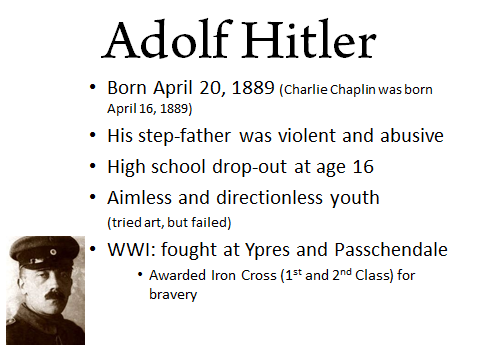 Adolf Hitler
• Born April 20, 1889 (Charlie Chaplin was born
April 16, 1889)
• His step-father was violent and abusive
• High school drop-out at age 16
• Aimless and directionless youth
(tried art, but failed)
• WWI: fought at Ypres and Passchendale
• Awarded Iron Cross (1st and 2nd Class) for
bravery